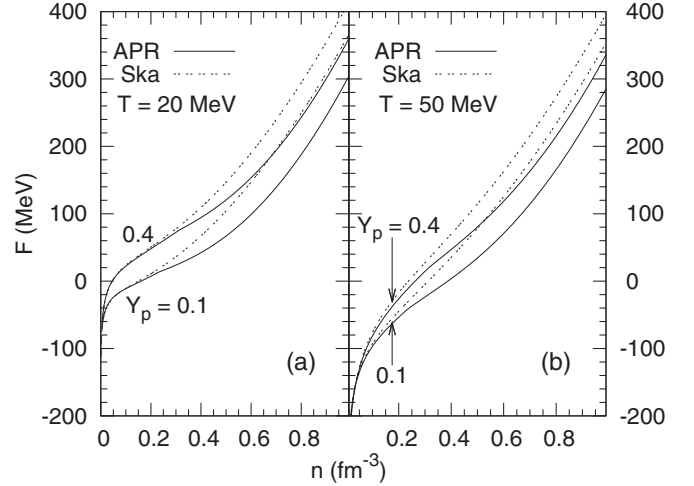 400
300
200
100
0
-100
-200
F (MeV)
APR
Ska
T = 20 MeV
0.4
Y_p = 0.1
(a)
0
0.2
0.4
0.6
0.8
APR
Ska
T = 50 MeV
Y_p = 0.4
0.1
(b)
0.2
0.4
0.6
0.8
400
300
200
100
0
-100
-200
n (fm⁻³)